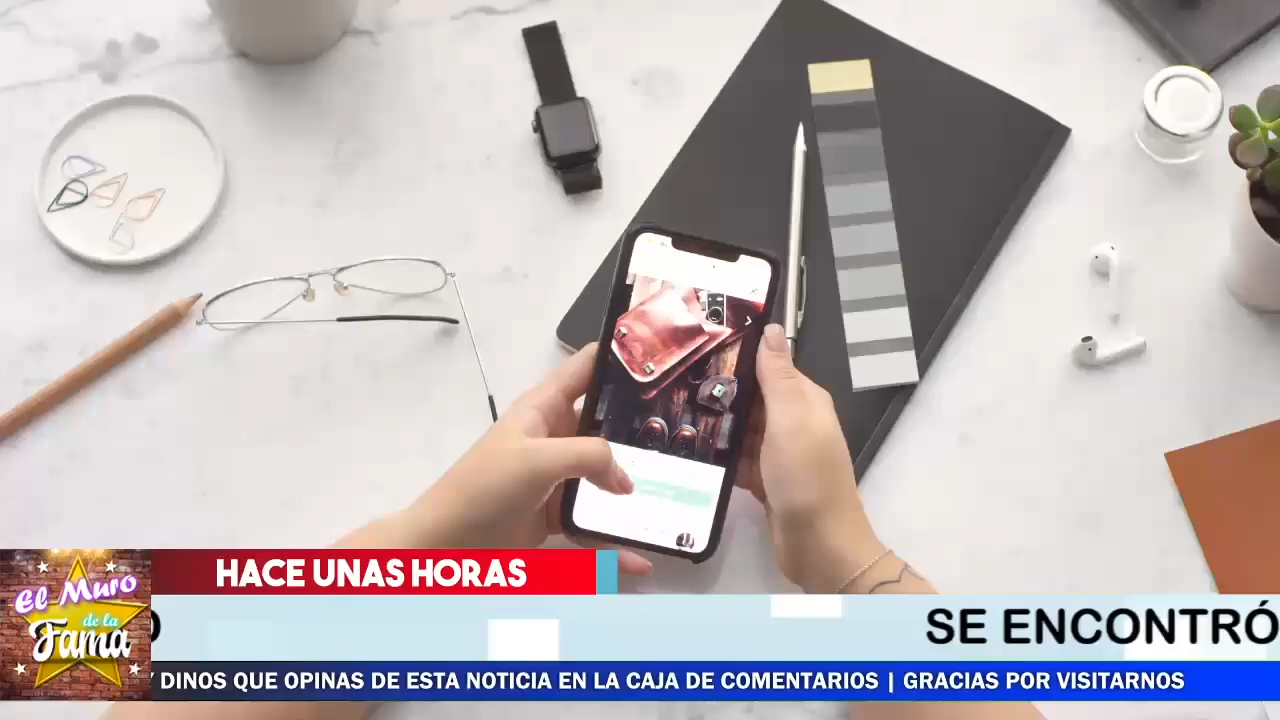 HACE UNAS HORAS
El Muro
de la
Fama
SE ENCONTRÓ
Y DINOS QUE OPINAS DE ESTA NOTICIA EN LA CAJA DE COMENTARIOS | GRACIAS POR VISITARNOS